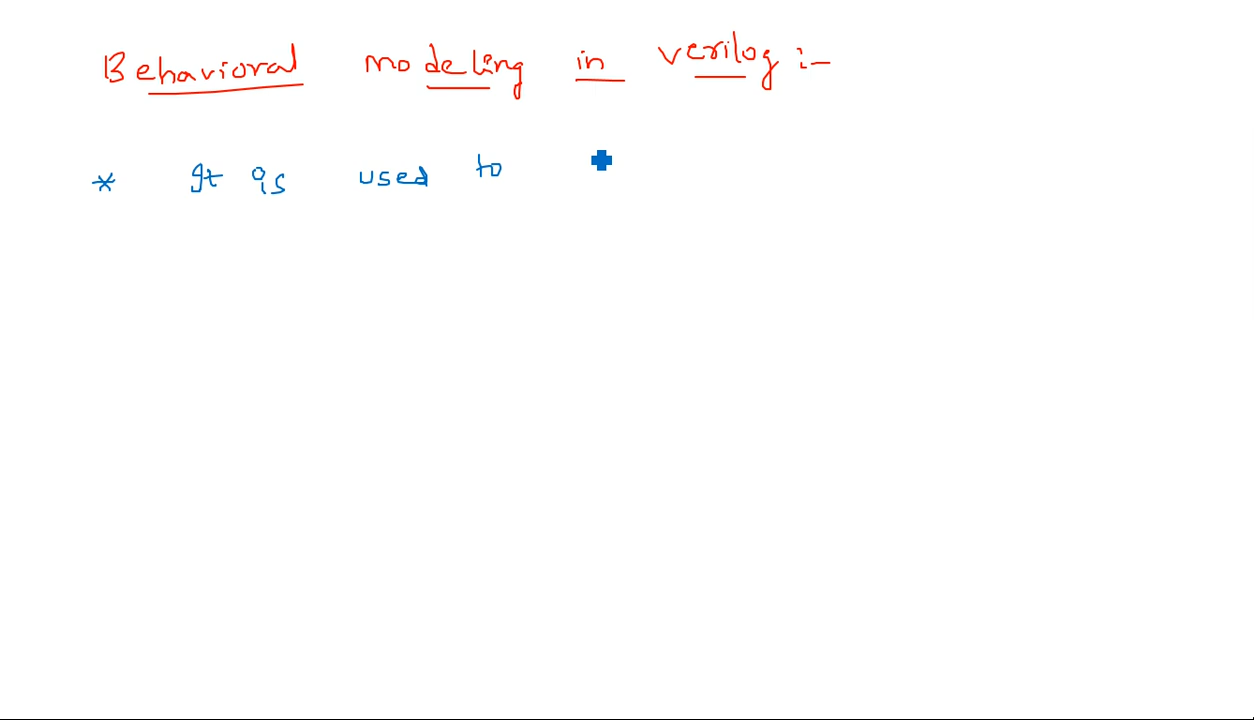 Behavioral modeling in verilog :-
* It is used to